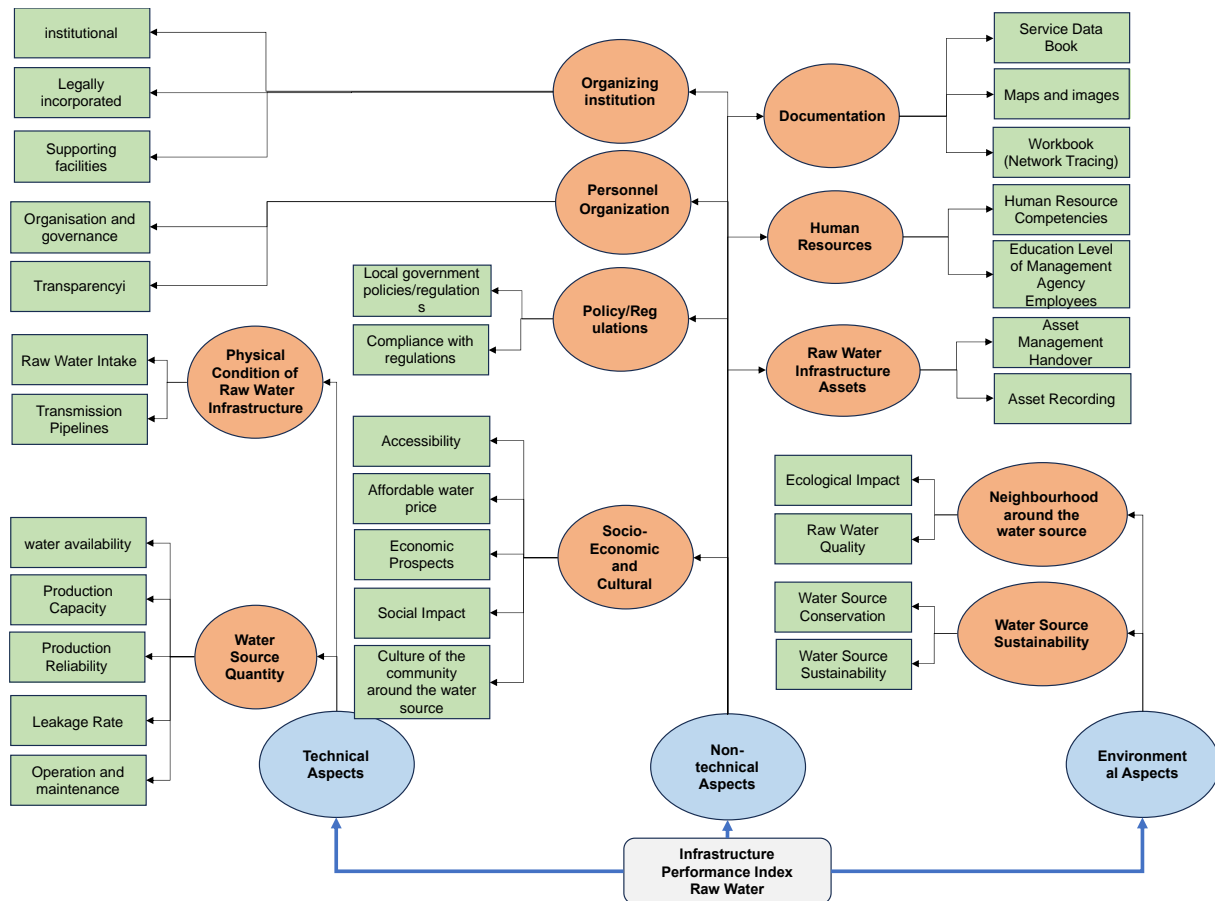 institutional
Legally
incorporated
Supporting
facilities
Organisation and
governance
Transparencyi
Organizing
institution
Personnel
Organization
Local government
policies/regulation
s
Compliance with
regulations
Policy/Reg
ulations
Documentation
Service Data
Book
Maps and images
Workbook
(Network Tracing)
Human
Resources
Human Resource
Competencies
Education Level
of Management
Agency
Employees
Raw Water
Infrastructure
Assets
Asset
Management
Handover
Asset Recording
Raw Water Intake
Transmission
Pipelines
Physical
Condition of
Raw Water
Infrastructure
Accessibility
Affordable water
price
Economic
Prospects
Social Impact
Culture of the
community
around the water
source
Socio-
Economic
and
Cultural
Ecological Impact
Raw Water
Quality
Neighbourhood
around the
water source
Water Source
Conservation
Water Source
Sustainability
Water Source
Sustainability
water availability
Production
Capacity
Production
Reliability
Leakage Rate
Operation and
maintenance
Water
Source
Quantity
Technical
Aspects
Non-
technical
Aspects
Environment
al Aspects
Infrastructure
Performance Index
Raw Water